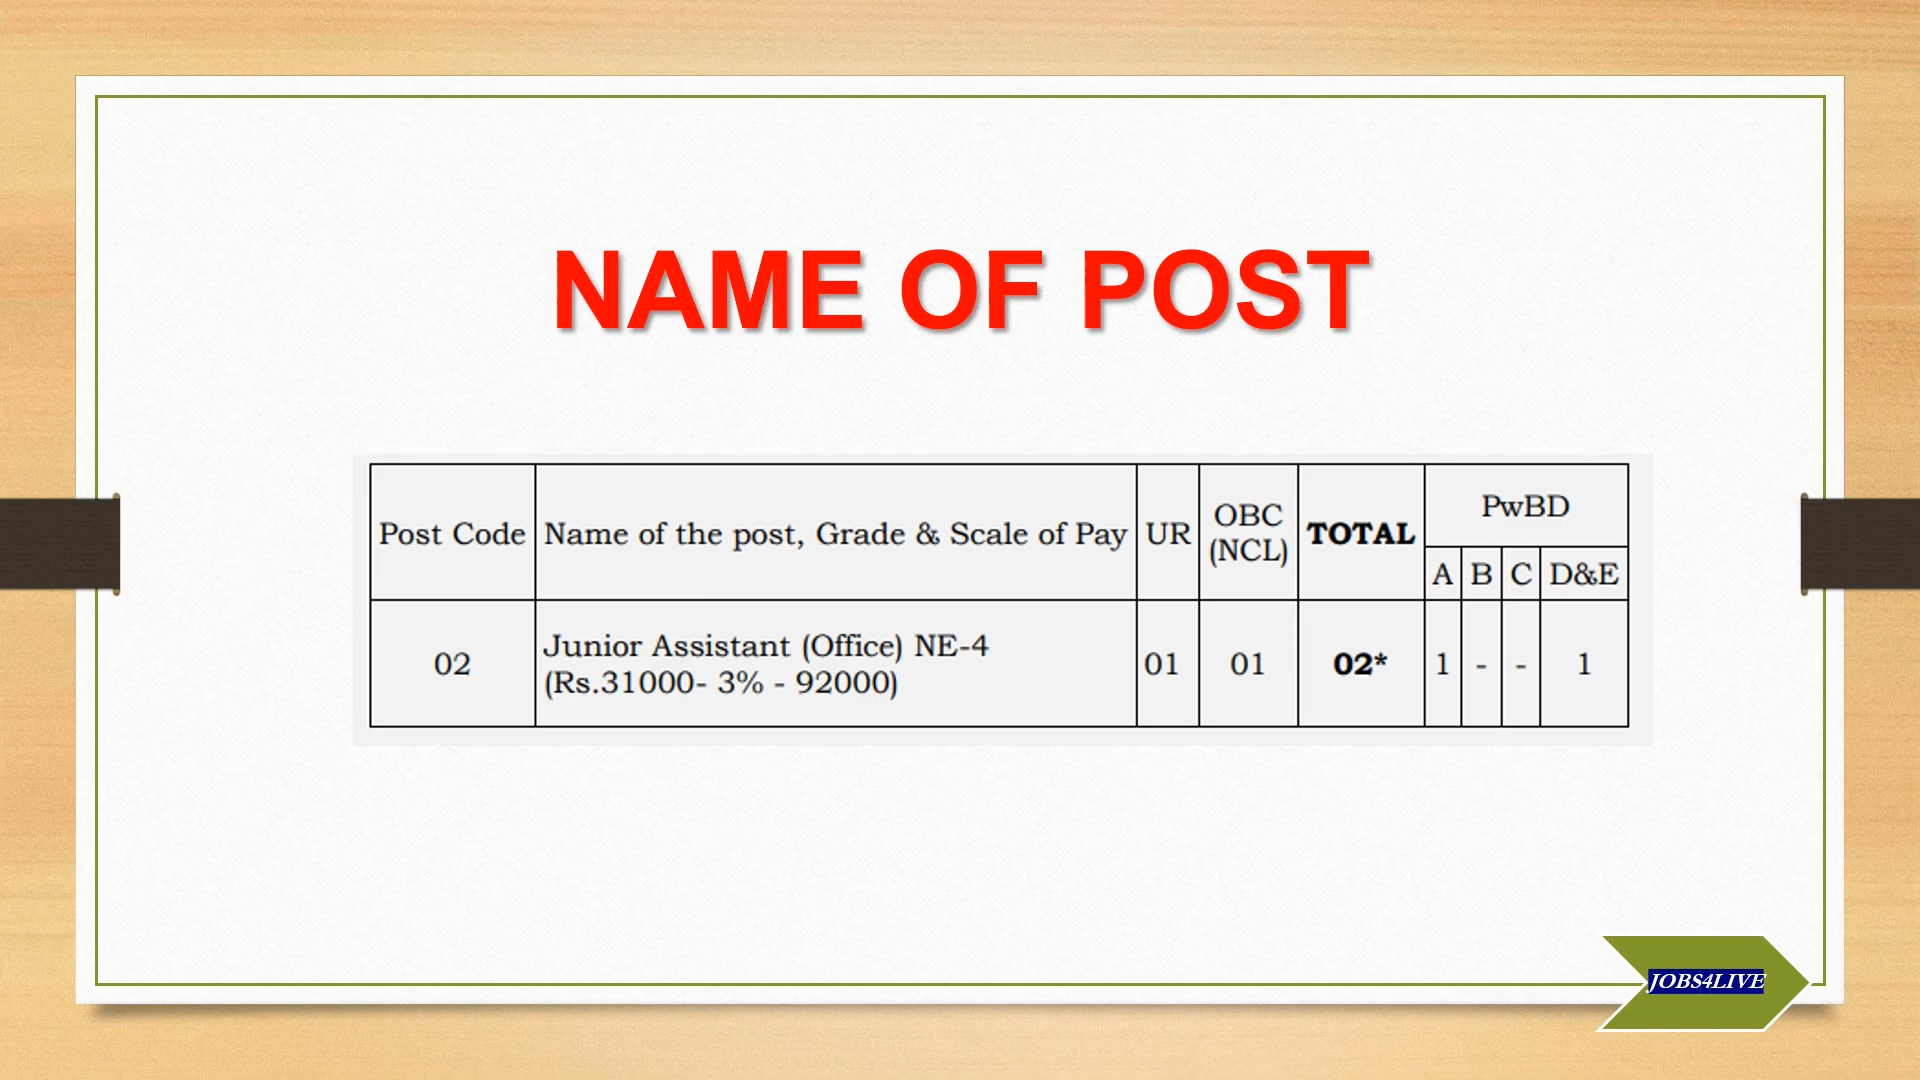 NAME OF POST
Post Code Name of the post, Grade & Scale of Pay UR OBC (NCL) TOTAL PwBD
A B C D&E
02 Junior Assistant (Office) NE-4 01 01 02* 1 - - 1
(Rs.31000- 3% - 92000)
JOBS4LIVE